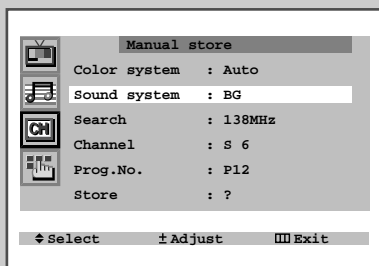 Manual store
Color system : Auto
Sound system : BG
Search : 138MHz
CH
Channel : S 6
Prog.No. : P12
Store : ?
Select ± Adjust Exit